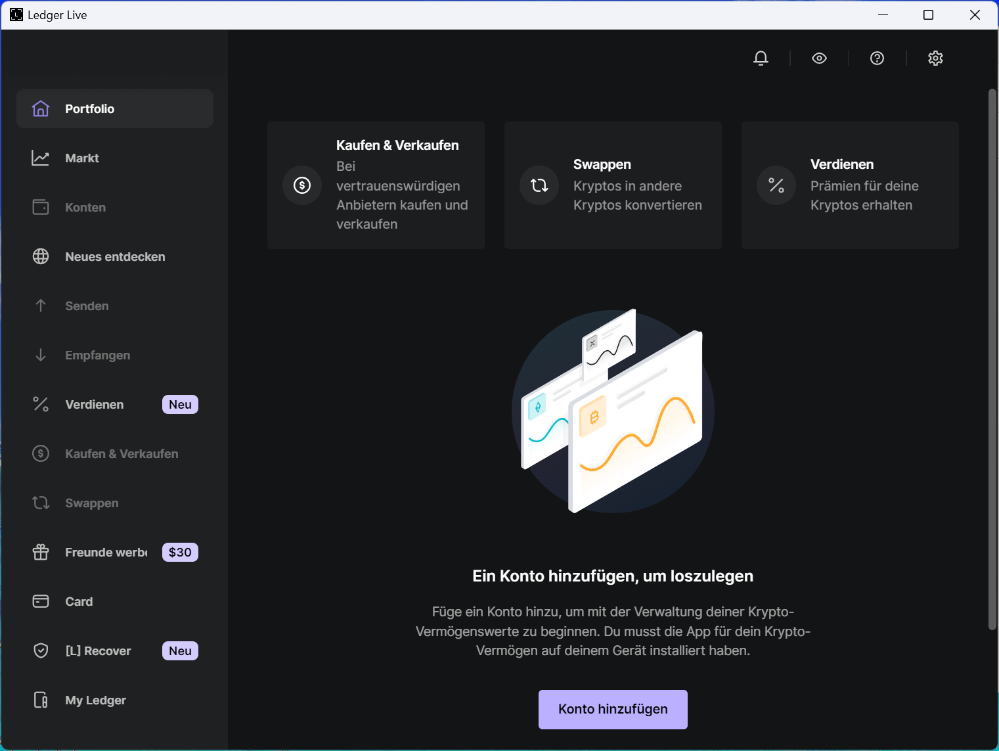 Ledger Live
Portfolio
Markt
Konten
Neues entdecken
Senden
Empfangen
Verdienen
Neu
Kaufen & Verkaufen
Swappen
Freunde werbe
$30
Card
[L] Recover
Neu
My Ledger
Kaufen & Verkaufen
Bei
vertrauenswürdigen
Anbietern kaufen und
verkaufen
Swappen
Kryptos in andere
Kryptos konvertieren
Verdienen
Prämien für deine
Kryptos erhalten
Ein Konto hinzufügen, um loszulegen
Füge ein Konto hinzu, um mit der Verwaltung deiner Krypto-
Vermögenswerte zu beginnen. Du musst die App für dein Krypto-
Vermögen auf deinem Gerät installiert haben.
Konto hinzufügen